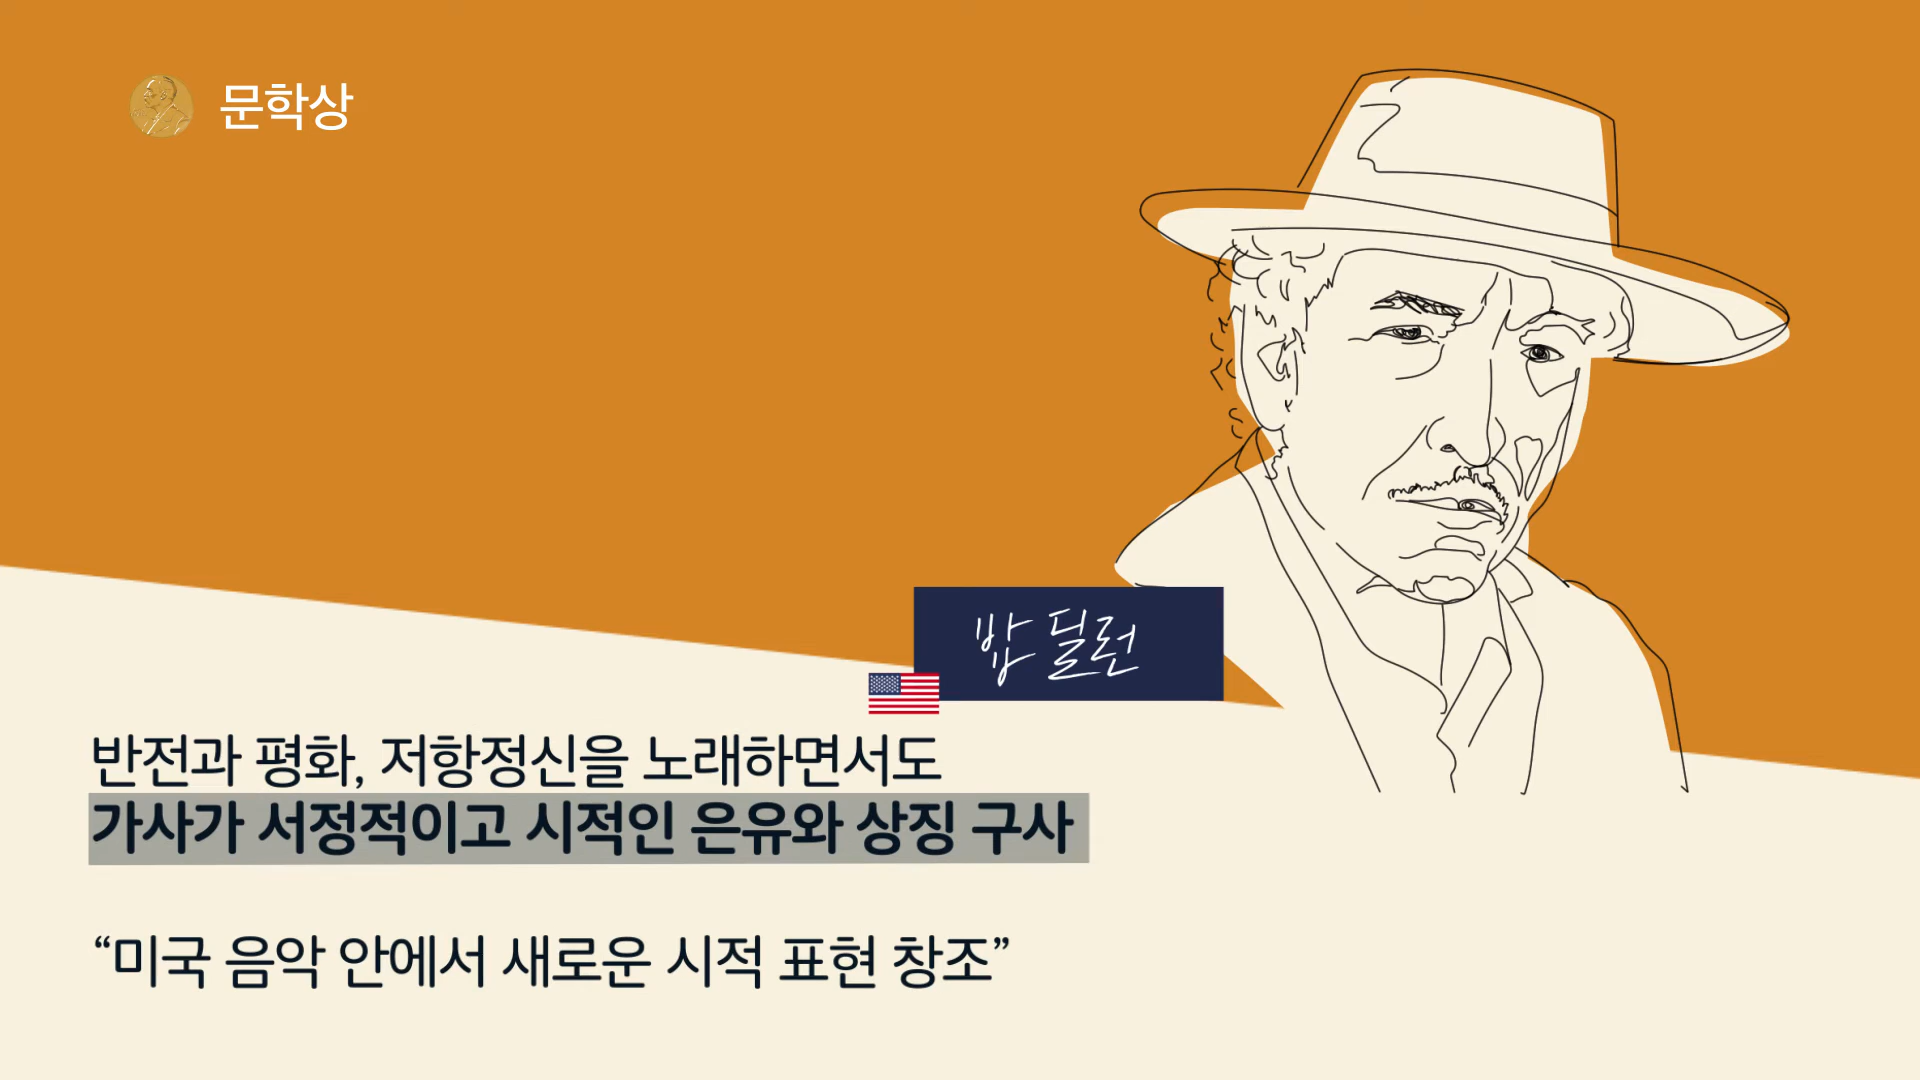 문학상
밥 딜런
반전과 평화, 저항정신을 노래하면서도
가사가 서정적이고 시적인 은유와 상징 구사
“미국 음악 안에서 새로운 시적 표현 창조”